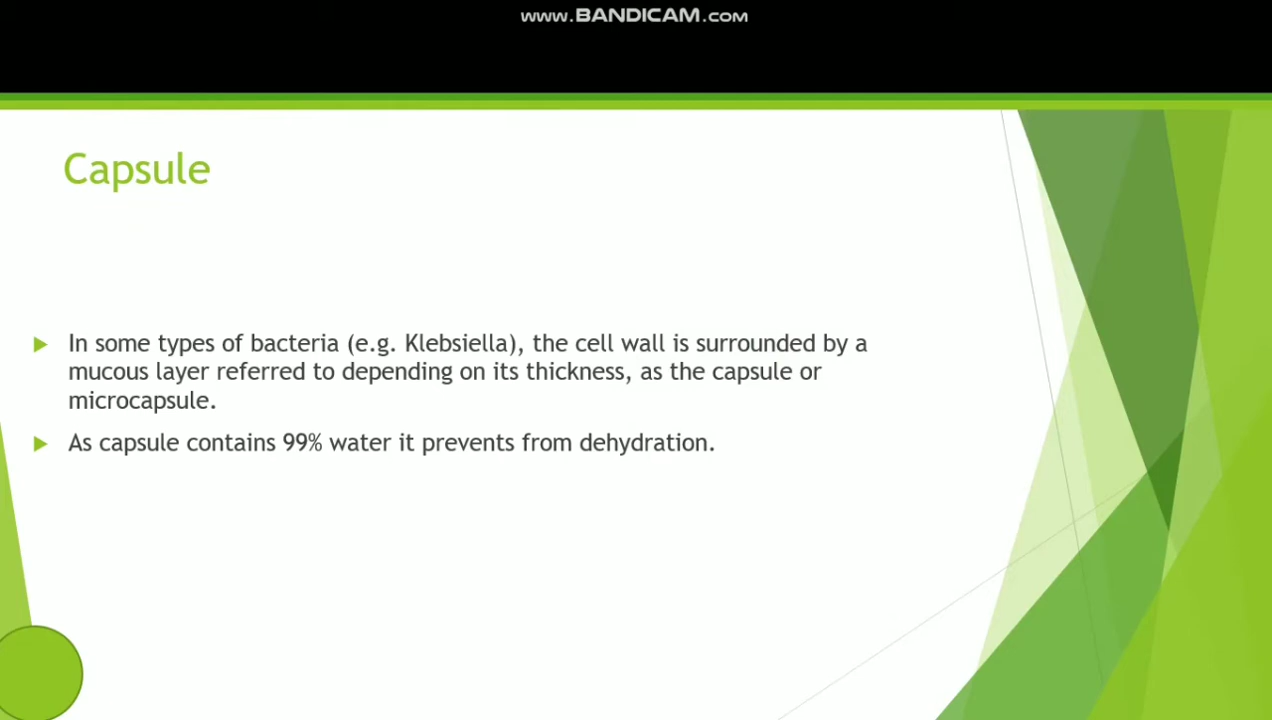 www.BANDICAM.com
Capsule
In some types of bacteria (e.g. Klebsiella), the cell wall is surrounded by a
mucous layer referred to depending on its thickness, as the capsule or
microcapsule.
As capsule contains 99% water it prevents from dehydration.